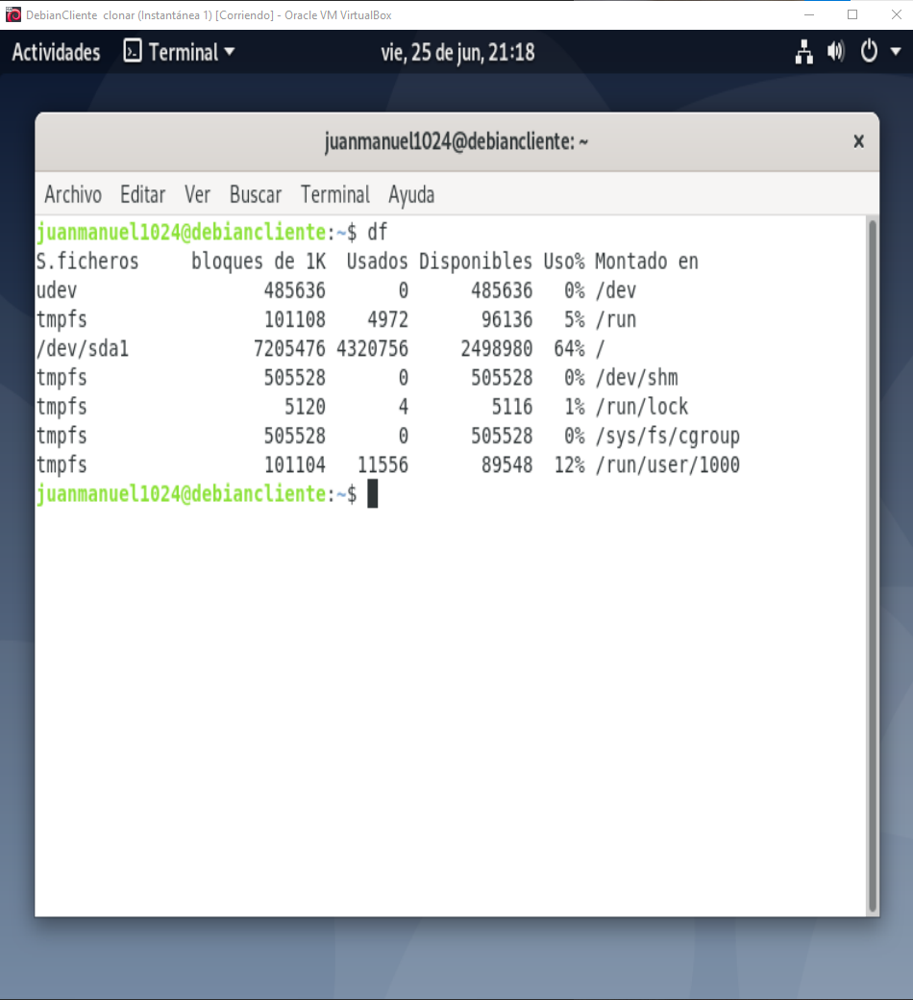 DebianCliente clonar (Instantánea 1) [Corriendo] - Oracle VM VirtualBox
Actividades Terminal vie, 25 de jun, 21:18
juanmanuel1024@debiancliente: ~ x
Archivo Editar Ver Buscar Terminal Ayuda
juanmanuel1024@debiancliente:~$ df
S.ficheros     bloques de 1K  Usados Disponibles Uso% Montado en
udev                  485636       0      485636   0% /dev
tmpfs                 101108    4972       96136   5% /run
/dev/sda1            7205476 4320756     2498980  64% /
tmpfs                 505528       0      505528   0% /dev/shm
tmpfs                   5120       4        5116   1% /run/lock
tmpfs                 505528       0      505528   0% /sys/fs/cgroup
tmpfs                 101104   11556       89548  12% /run/user/1000
juanmanuel1024@debiancliente:~$